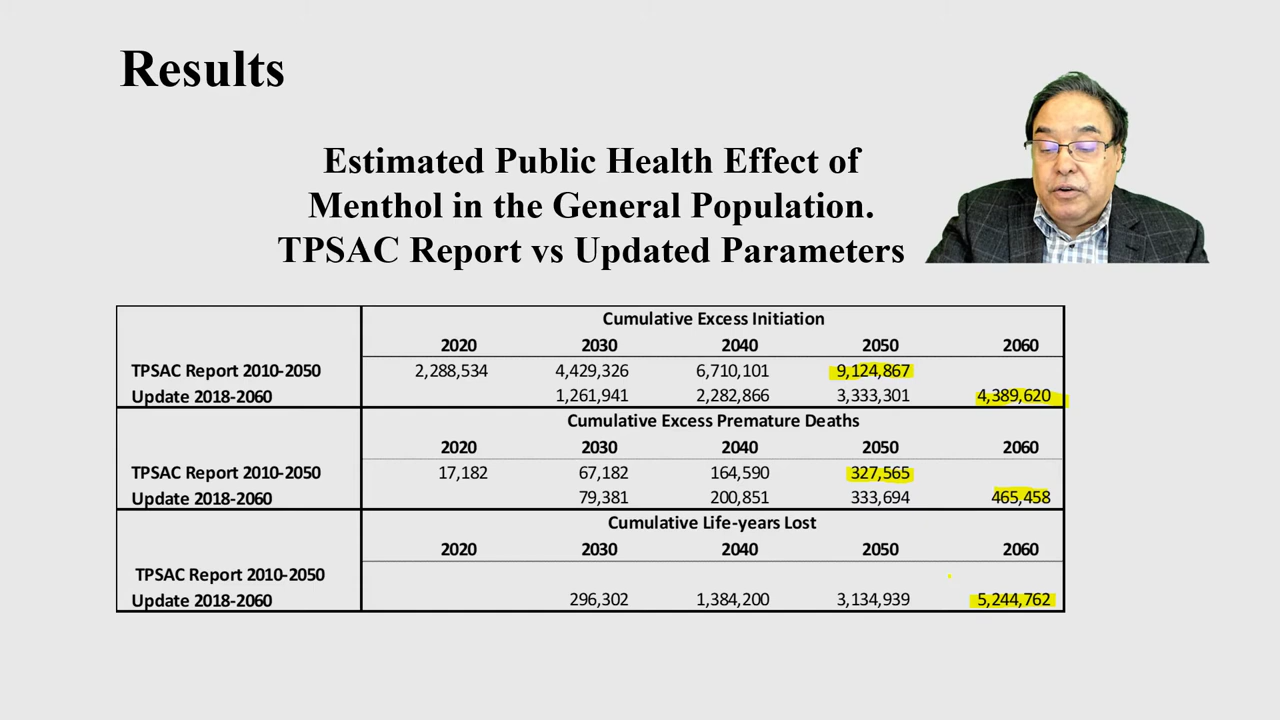 Results
Estimated Public Health Effect of
Menthol in the General Population.
TPSAC Report vs Updated Parameters
Cumulative Excess Initiation
2020 2030 2040 2050 2060
TPSAC Report 2010-2050 2,288,534 4,429,326 6,710,101 9,124,867
Update 2018-2060 1,261,941 2,282,866 3,333,301 4,389,620
Cumulative Excess Premature Deaths
2020 2030 2040 2050 2060
TPSAC Report 2010-2050 17,182 67,182 164,590 327,565
Update 2018-2060 79,381 200,851 333,694 465,458
Cumulative Life-years Lost
2020 2030 2040 2050 2060
TPSAC Report 2010-2050
Update 2018-2060 296,302 1,384,200 3,134,939 5,244,762